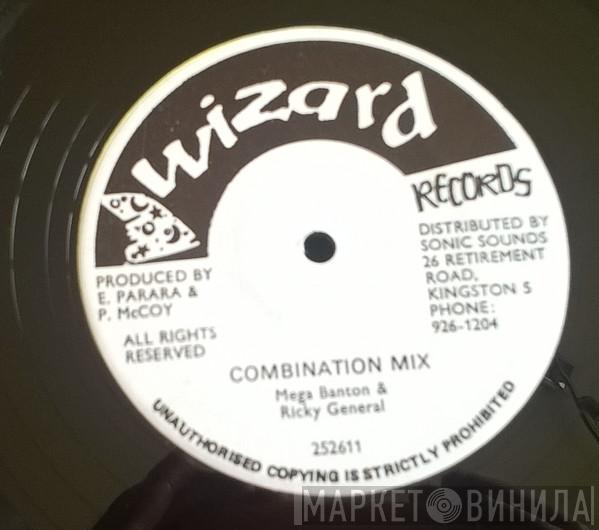 wizard
RECORDS
PRODUCED BY
E. PARARA &
P. McCOY
ALL RIGHTS
RESERVED
DISTRIBUTED BY
SONIC SOUNDS
26 RETIREMENT
ROAD,
KINGSTON 5
PHONE:
926-1204
COMBINATION MIX
Mega Banton &
Ricky General
252611
UNAUTHORISED COPYING IS STRICTLY PROHIBITED
МАРКЕТ ВИНИЛА